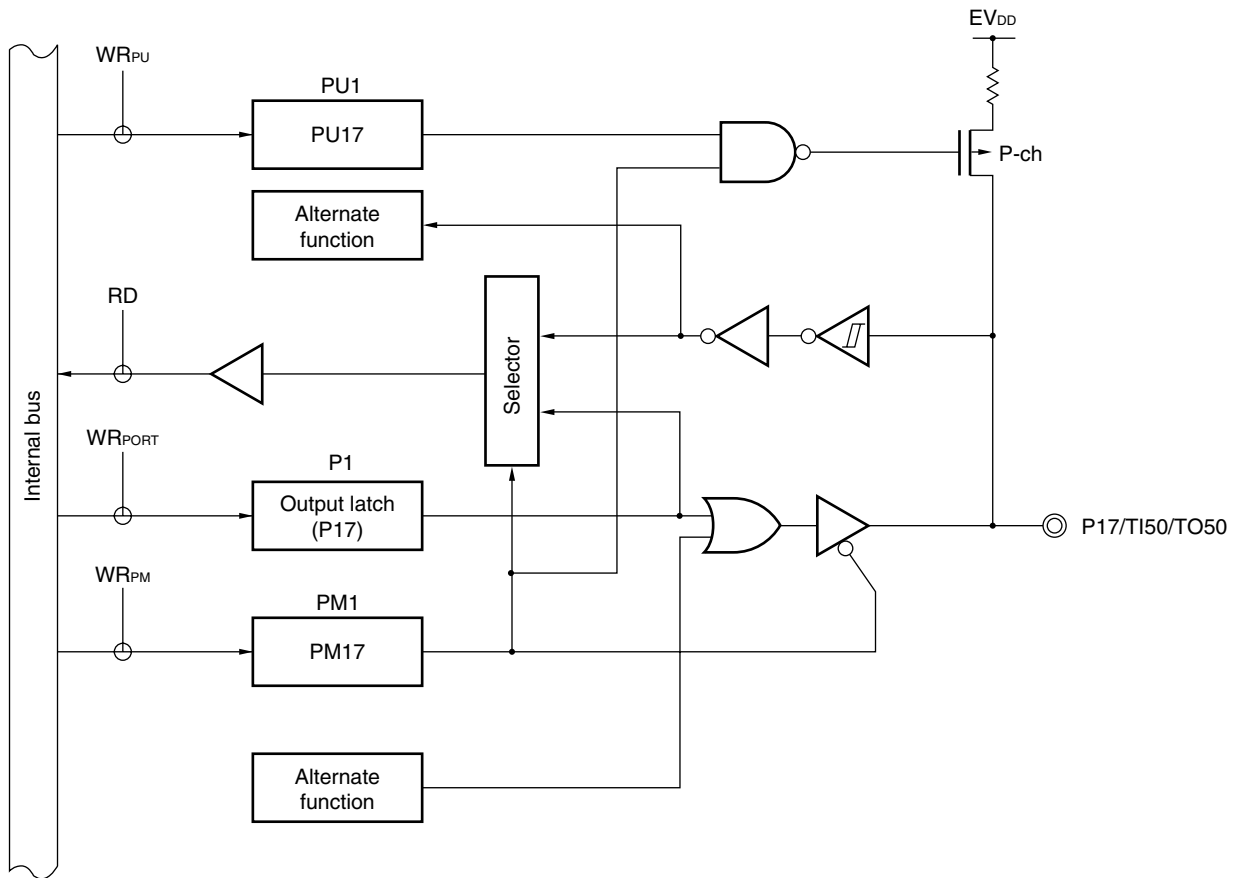 EVDD
WRPU
PU1
PU17
P-ch
Alternate
function
RD
Selector
Internal bus
WRPORT
P1
Output latch
(P17)
P17/TI50/TO50
WRPM
PM1
PM17
Alternate
function